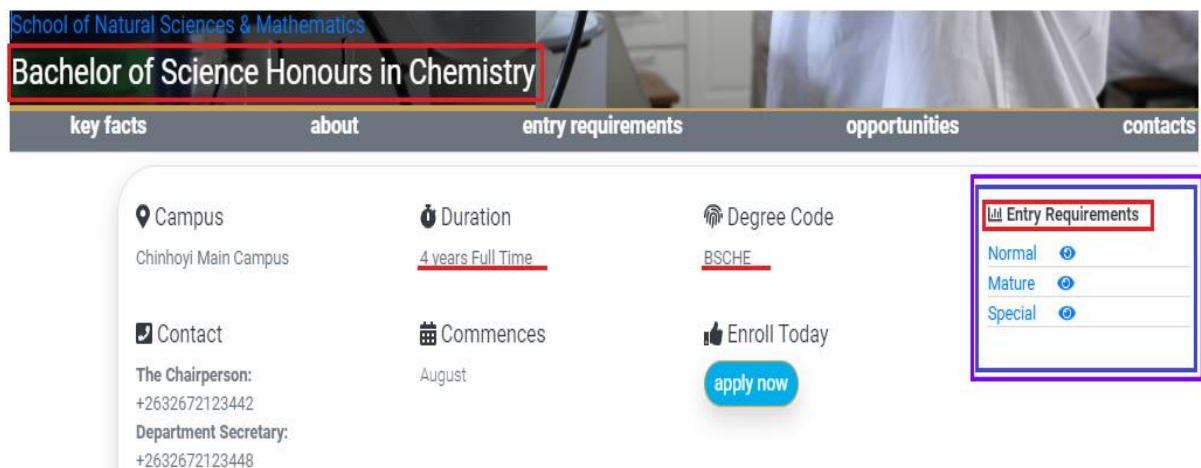 School of Natural Sciences & Mathematics
Bachelor of Science Honours in Chemistry
key facts about entry requirements opportunities contacts
Campus
Chinhoyi Main Campus
Duration
4 years Full Time
Degree Code
BSCHE
Contact
The Chairperson:
+2632672123442
Department Secretary:
+2632672123448
Commences
August
Enroll Today
apply now
Entry Requirements
Normal
Mature
Special